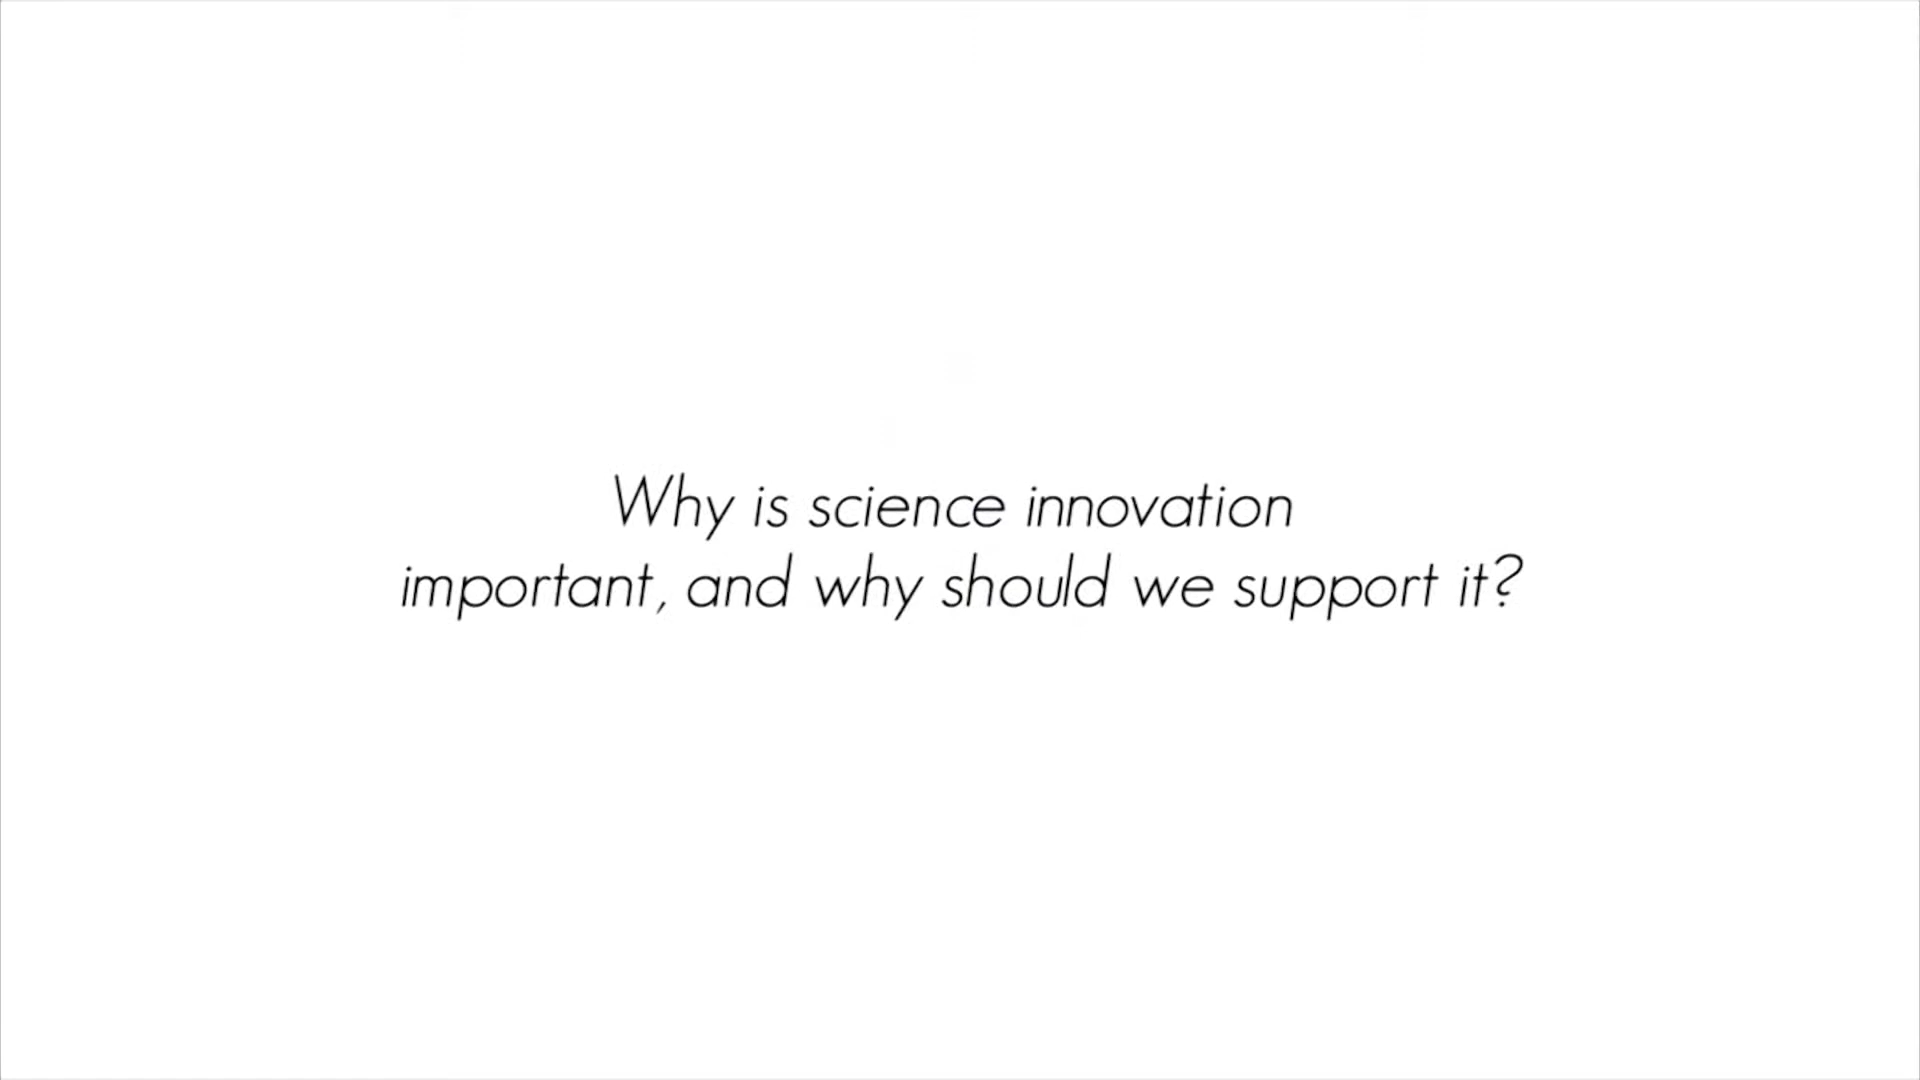 Why is science innovation
important, and why should we support it?